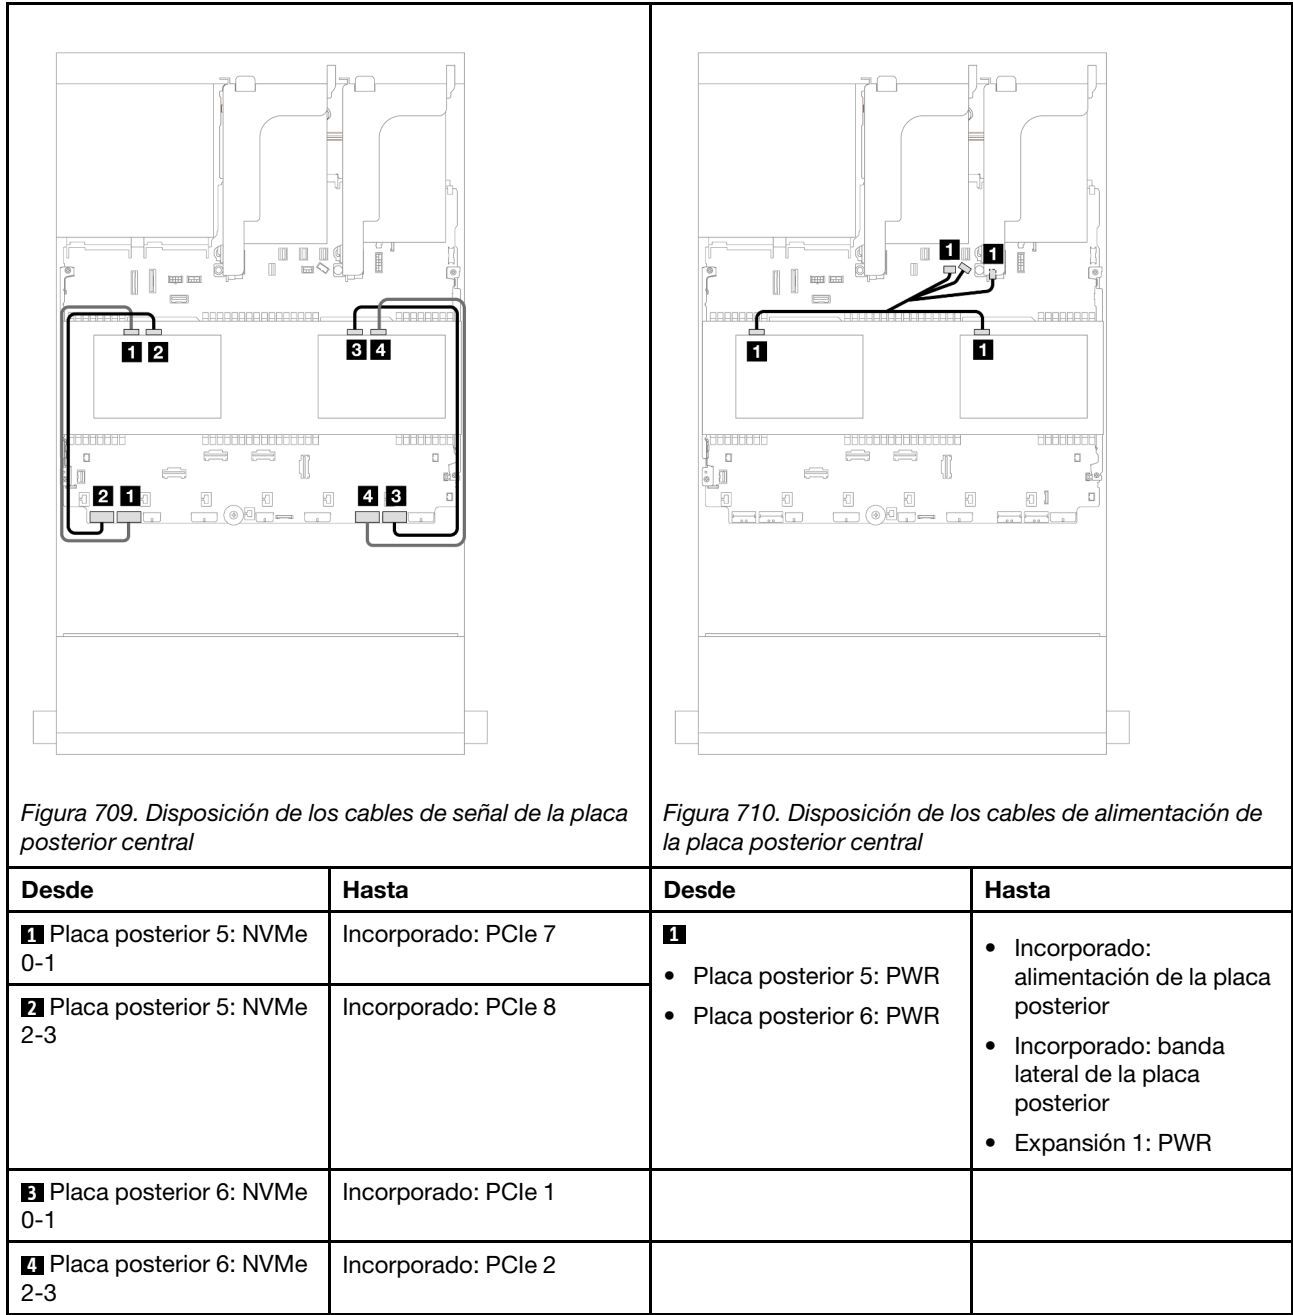 1 2
3 4
2 1
4 3
1 1
1
1
Figura 709. Disposición de los cables de señal de la placa
posterior central
Figura 710. Disposición de los cables de alimentación de
la placa posterior central
Desde
Hasta
Desde
Hasta
1 Placa posterior 5: NVMe
0-1
Incorporado: PCIe 7
1
• Placa posterior 5: PWR
• Placa posterior 6: PWR
• Incorporado:
alimentación de la placa
posterior
• Incorporado: banda
lateral de la placa
posterior
• Expansión 1: PWR
2 Placa posterior 5: NVMe
2-3
Incorporado: PCIe 8
3 Placa posterior 6: NVMe
0-1
Incorporado: PCIe 1
4 Placa posterior 6: NVMe
2-3
Incorporado: PCIe 2